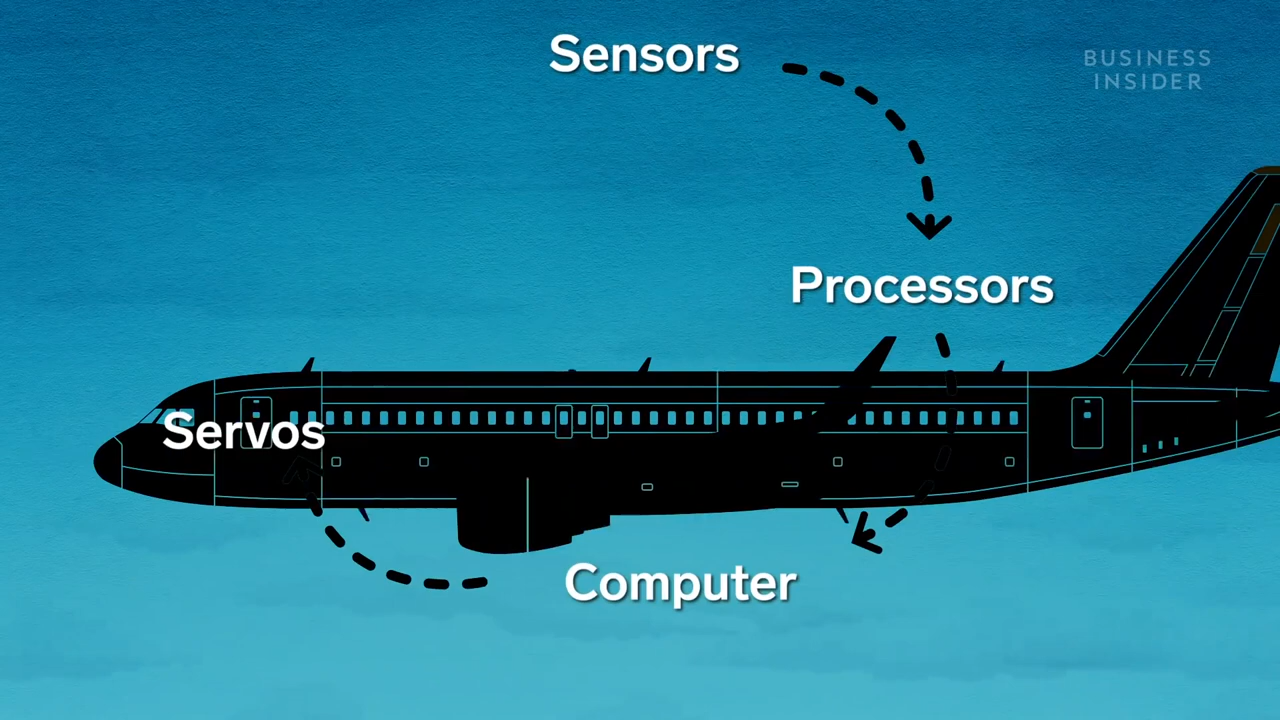 Sensors
BUSINESS
INSIDER
Processors
Servos
Computer